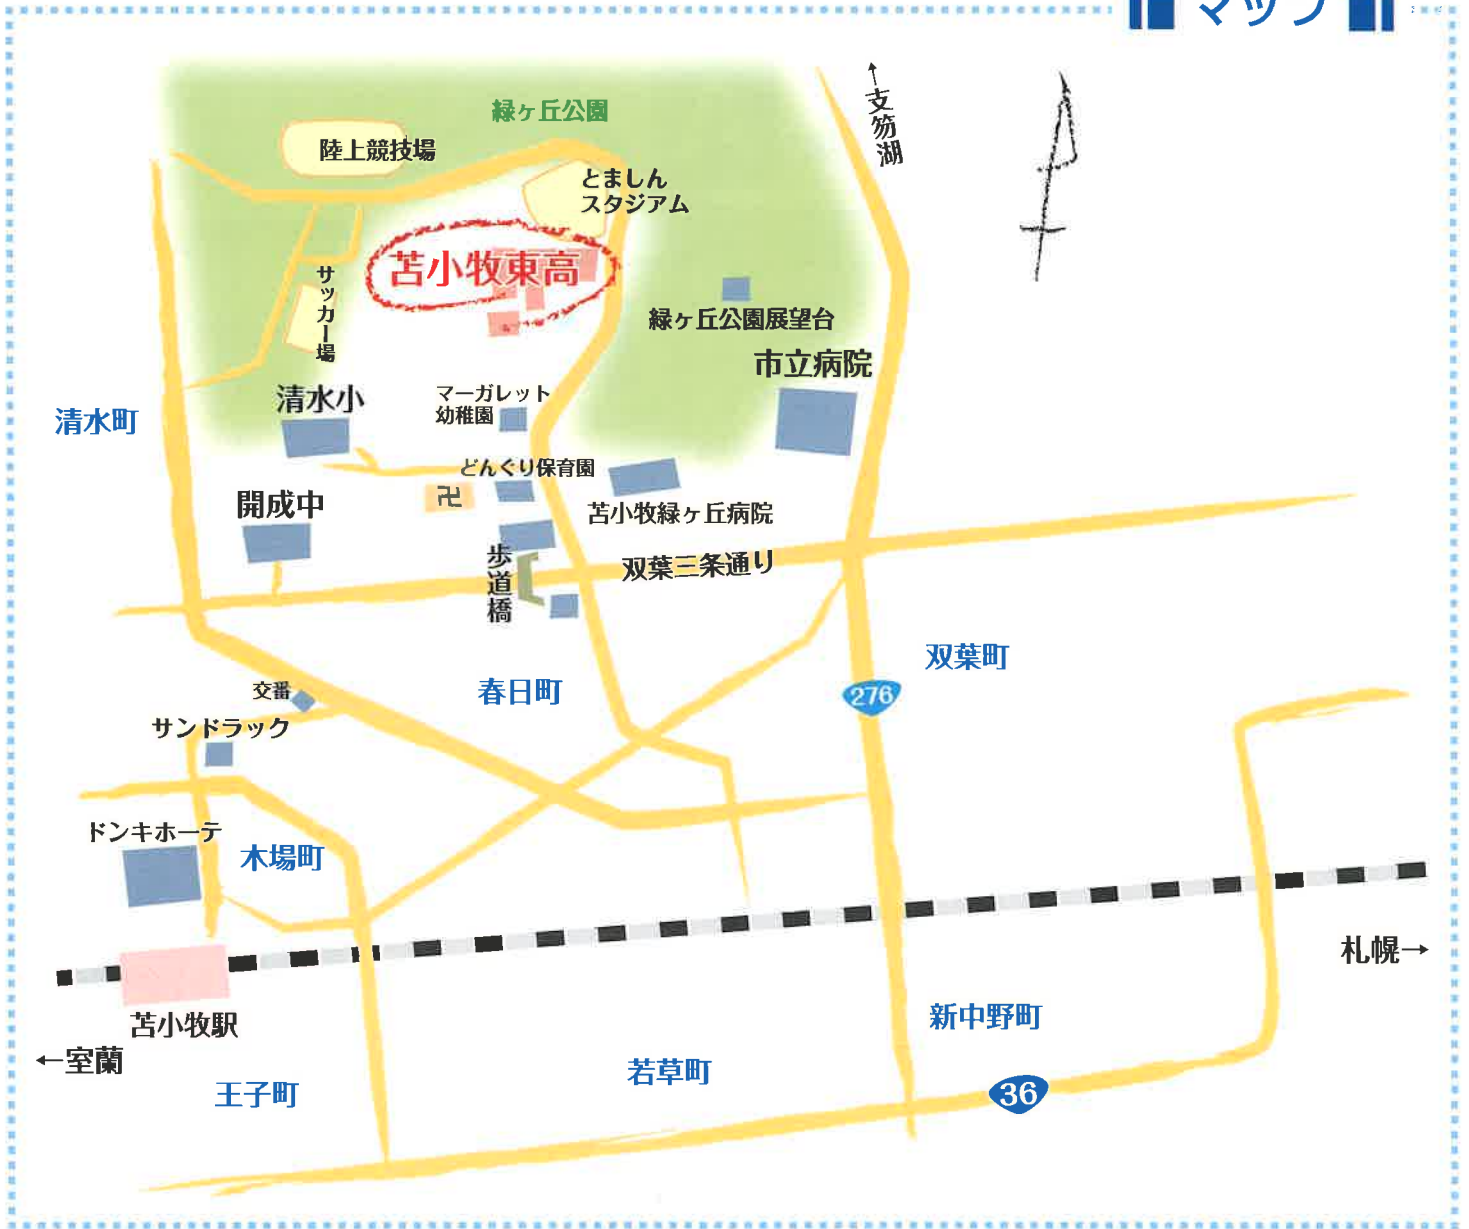 マップ
↑支笏湖
緑ヶ丘公園
陸上競技場
とましん
スタジアム
苫小牧東高
サッカー場
緑ヶ丘公園展望台
市立病院
清水小
マーガレット
幼稚園
清水町
どんぐり保育園
卍
開成中
苫小牧緑ヶ丘病院
歩道橋
双葉三条通り
双葉町
交番
春日町
276
サンドラック
ドンキホーテ
木場町
札幌→
苫小牧駅
新中野町
←室蘭
若草町
王子町
36